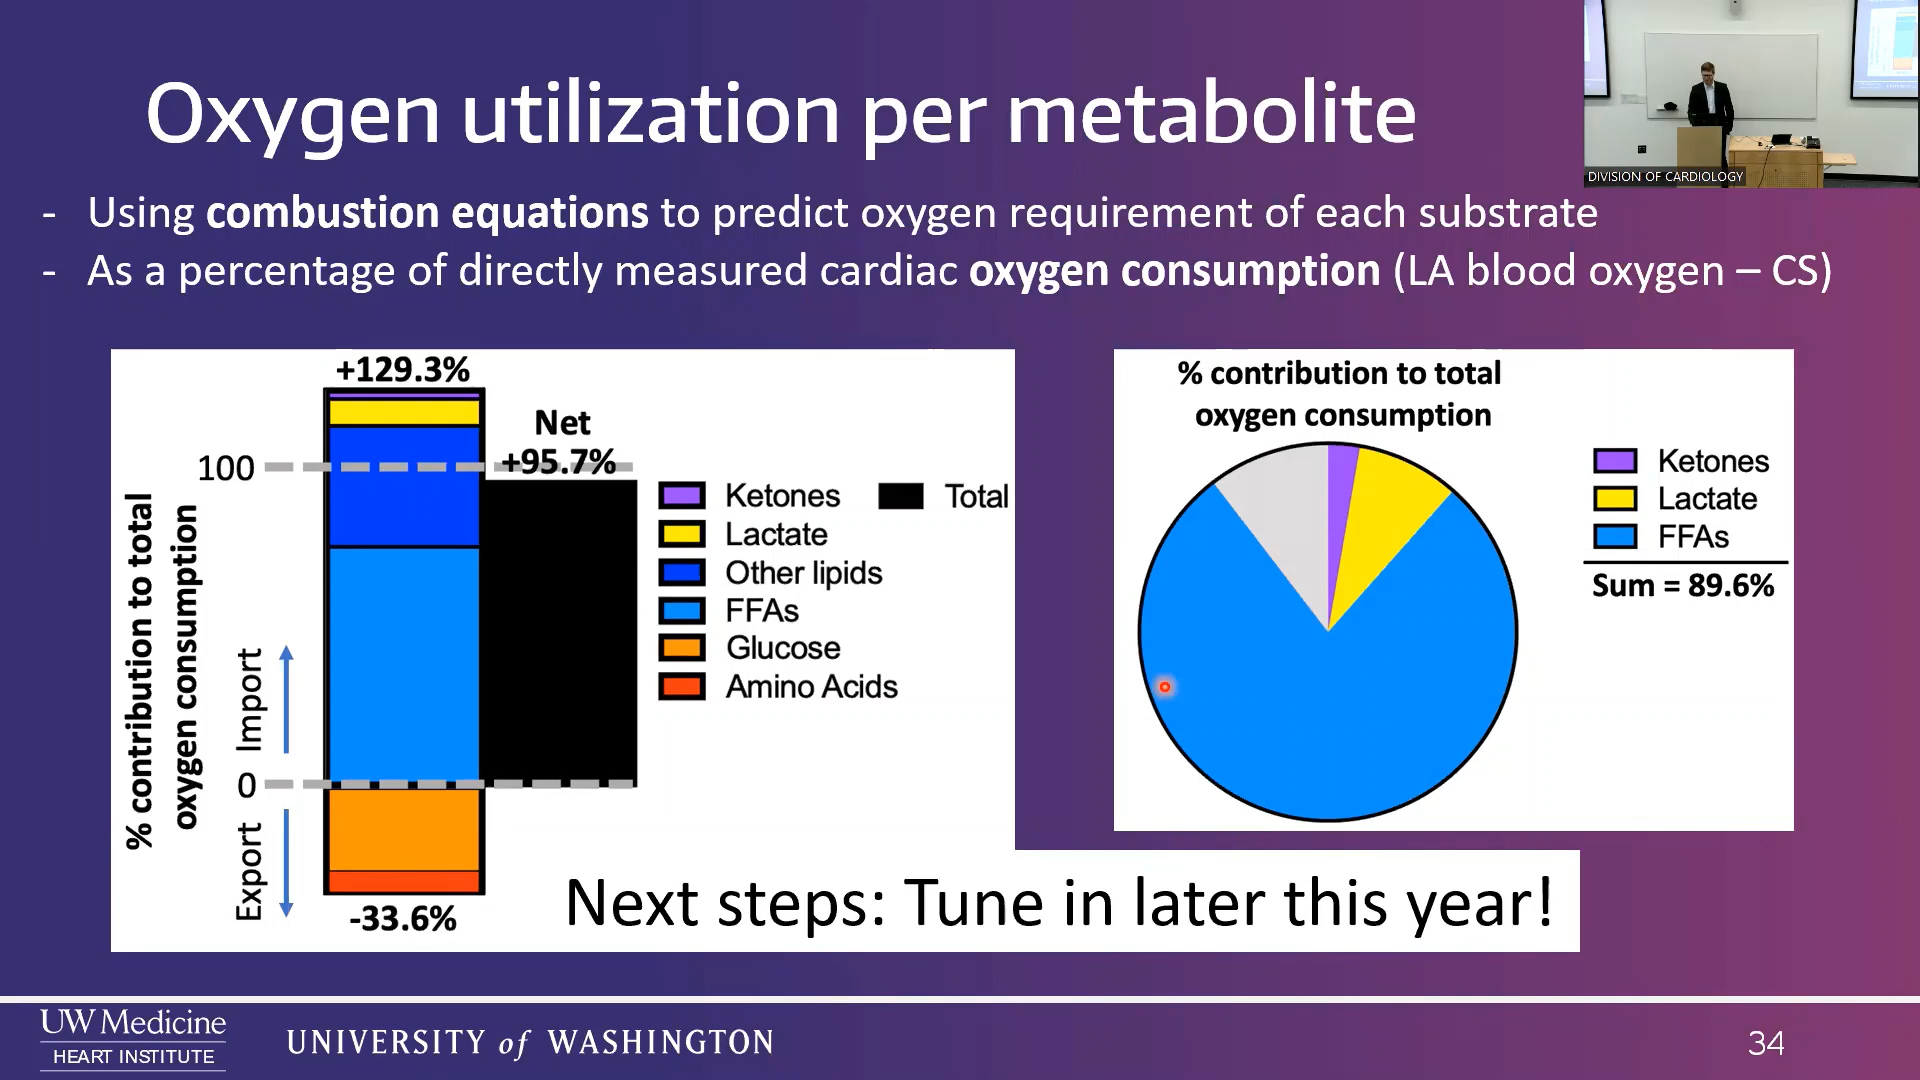 Oxygen utilization per metabolite
DIVISION OF CARDIOLOGY
- Using combustion equations to predict oxygen requirement of each substrate
- As a percentage of directly measured cardiac oxygen consumption (LA blood oxygen – CS)
% contribution to total
oxygen consumption
Import
Export
+129.3%
Net
+95.7%
100
0
-33.6%
Ketones
Total
Lactate
Other lipids
FFAs
Glucose
Amino Acids
% contribution to total
oxygen consumption
Ketones
Lactate
FFAs
Sum = 89.6%
Next steps: Tune in later this year!
UW Medicine
HEART INSTITUTE
UNIVERSITY of WASHINGTON
34